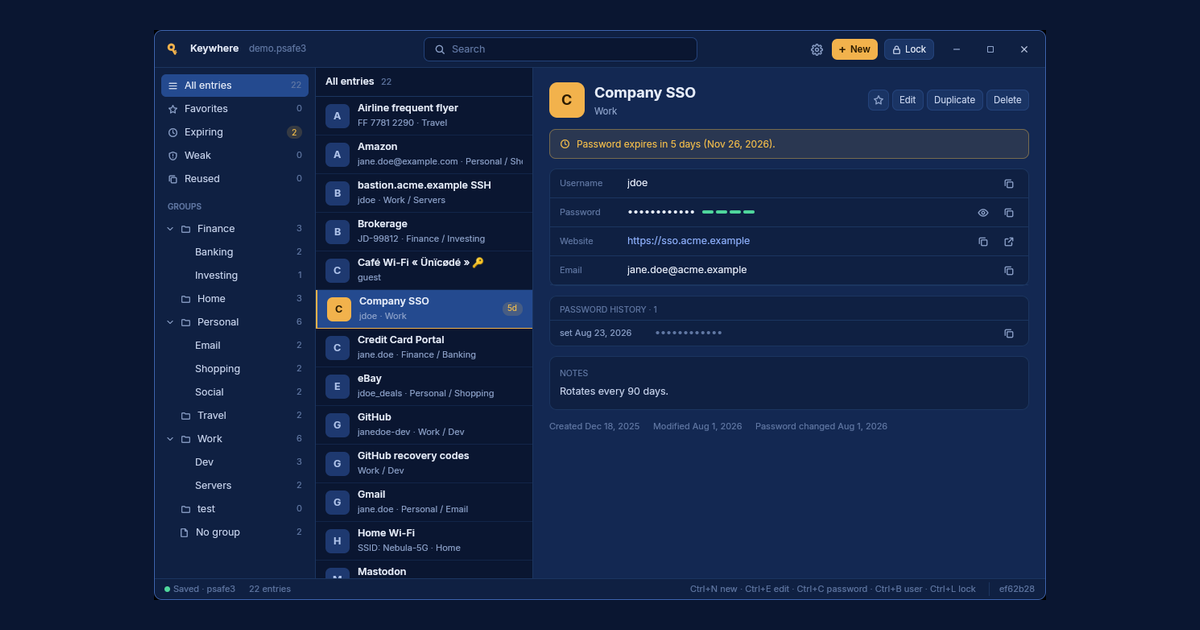 Keywhere demo.psafe3
Search
+ New
Lock
All entries 22
Favorites 0
Expiring 2
Weak 0
Reused 0
GROUPS
Finance 3
Banking 2
Investing 1
Home 3
Personal 6
Email 2
Shopping 2
Social 2
Travel 2
Work 6
Dev 3
Servers 2
test 0
No group 2
All entries 22
A
Airline frequent flyer
FF 7781 2290 · Travel
A
Amazon
jane.doe@example.com · Personal / Sh
B
bastion.acme.example SSH
jdoe · Work / Servers
B
Brokerage
JD-99812 · Finance / Investing
C
Café Wi-Fi « Ünïcødé » 🔑
guest
C
Company SSO
jdoe · Work
5d
C
Credit Card Portal
jane.doe · Finance / Banking
E
eBay
jdoe_deals · Personal / Shopping
G
GitHub
janedoe-dev · Work / Dev
G
GitHub recovery codes
Work / Dev
G
Gmail
jane.doe · Personal / Email
H
Home Wi-Fi
SSID: Nebula-5G · Home
M
Mastodon
C
Company SSO
Work
Edit
Duplicate
Delete
Password expires in 5 days (Nov 26, 2026).
Username jdoe
Password ••••••••••••
Website https://sso.acme.example
Email jane.doe@acme.example
PASSWORD HISTORY · 1
set Aug 23, 2026 ••••••••••••
NOTES
Rotates every 90 days.
Created Dec 18, 2025 Modified Aug 1, 2026 Password changed Aug 1, 2026
Saved · psafe3 22 entries
Ctrl+N new · Ctrl+E edit · Ctrl+C password · Ctrl+B user · Ctrl+L lock ef62b28